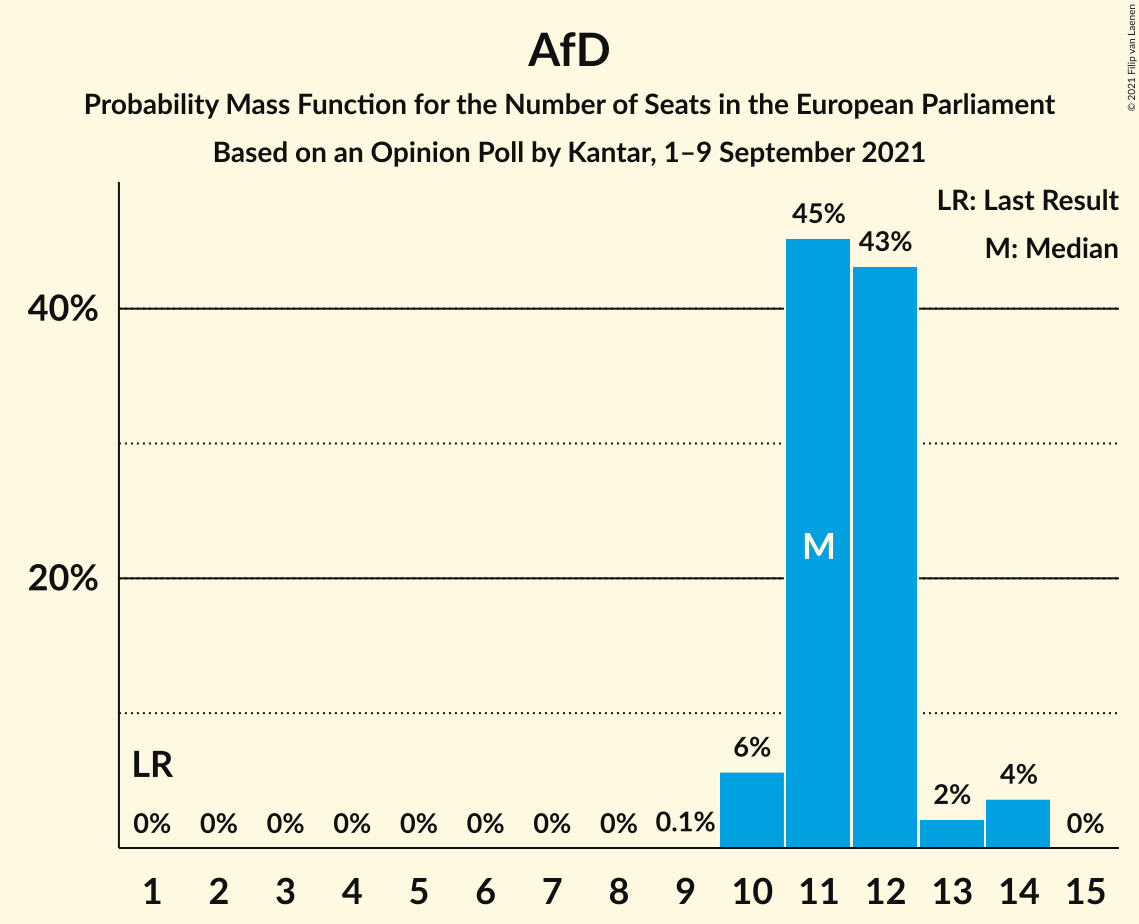 AfD
Probability Mass Function for the Number of Seats in the European Parliament
Based on an Opinion Poll by Kantar, 1–9 September 2021
© 2021 Filip van Laenen
LR: Last Result
M: Median
45%
43%
40%
M
20%
LR
6%
4%
2%
0% 0% 0% 0% 0% 0% 0% 0% 0.1% 0%
1 2 3 4 5 6 7 8 9 10 11 12 13 14 15